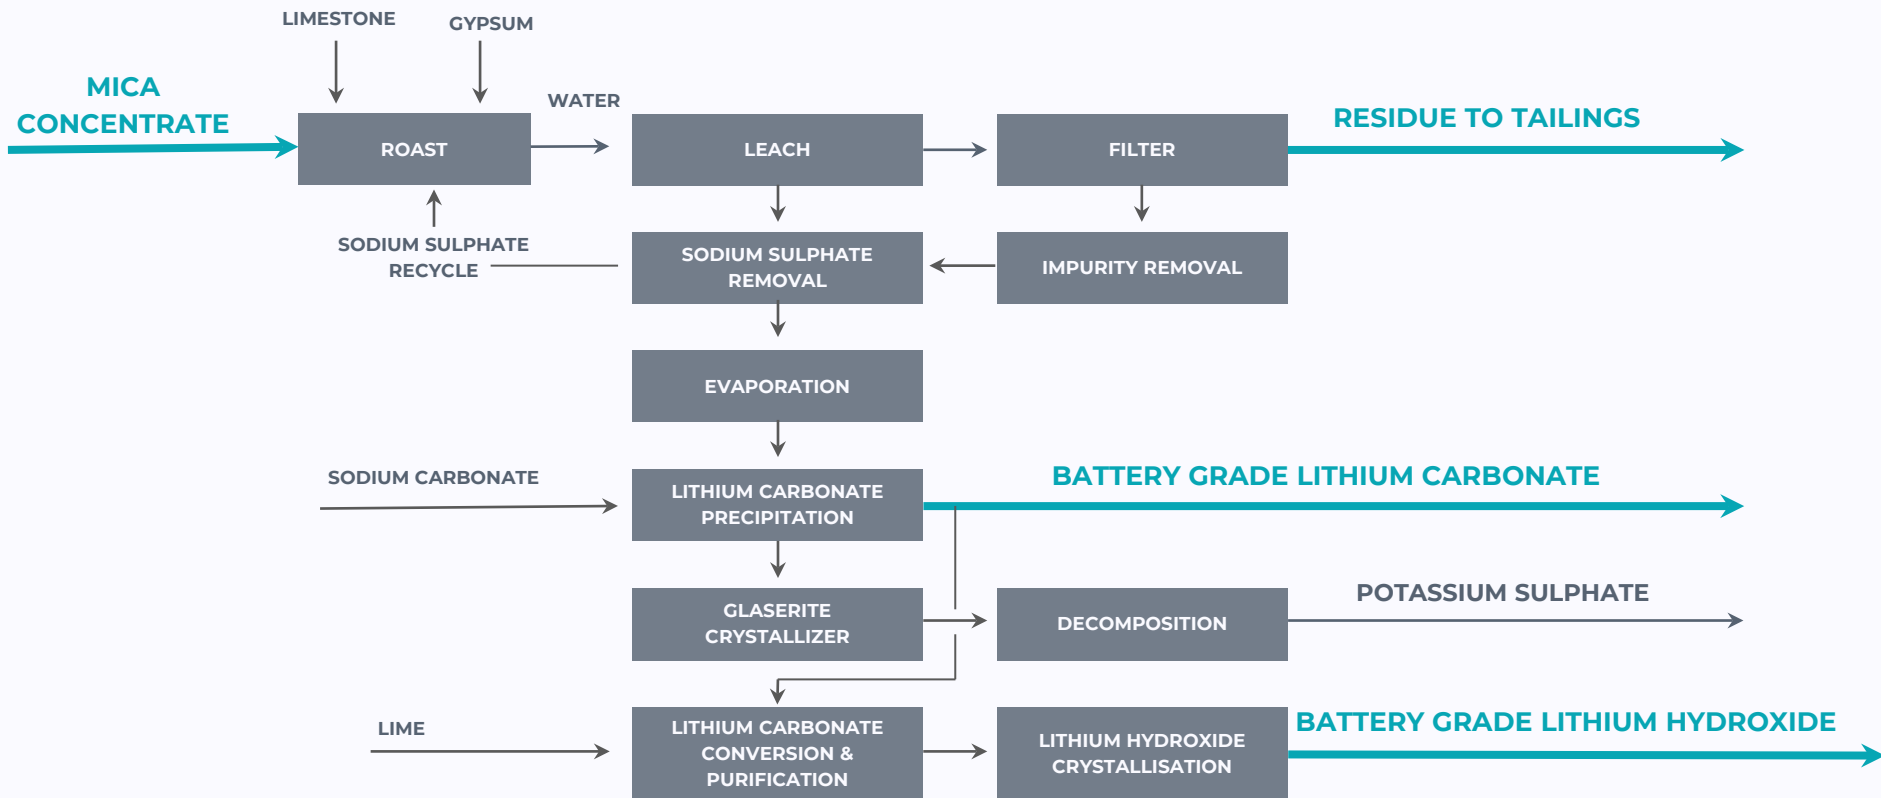 LIMESTONE
GYPSUM
MICA
CONCENTRATE
WATER
ROAST
LEACH
FILTER
RESIDUE TO TAILINGS
SODIUM SULPHATE
RECYCLE
SODIUM SULPHATE
REMOVAL
IMPURITY REMOVAL
EVAPORATION
SODIUM CARBONATE
LITHIUM CARBONATE
PRECIPITATION
BATTERY GRADE LITHIUM CARBONATE
GLASERITE
CRYSTALLIZER
DECOMPOSITION
POTASSIUM SULPHATE
LIME
LITHIUM CARBONATE
CONVERSION &
PURIFICATION
LITHIUM HYDROXIDE
CRYSTALLISATION
BATTERY GRADE LITHIUM HYDROXIDE